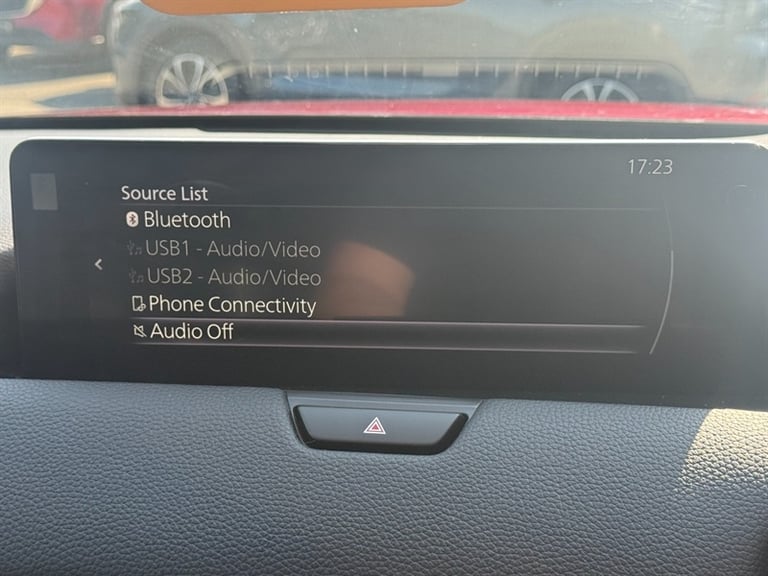 17:23
Source List
Bluetooth
USB1 - Audio/Video
USB2 - Audio/Video
Phone Connectivity
Audio Off